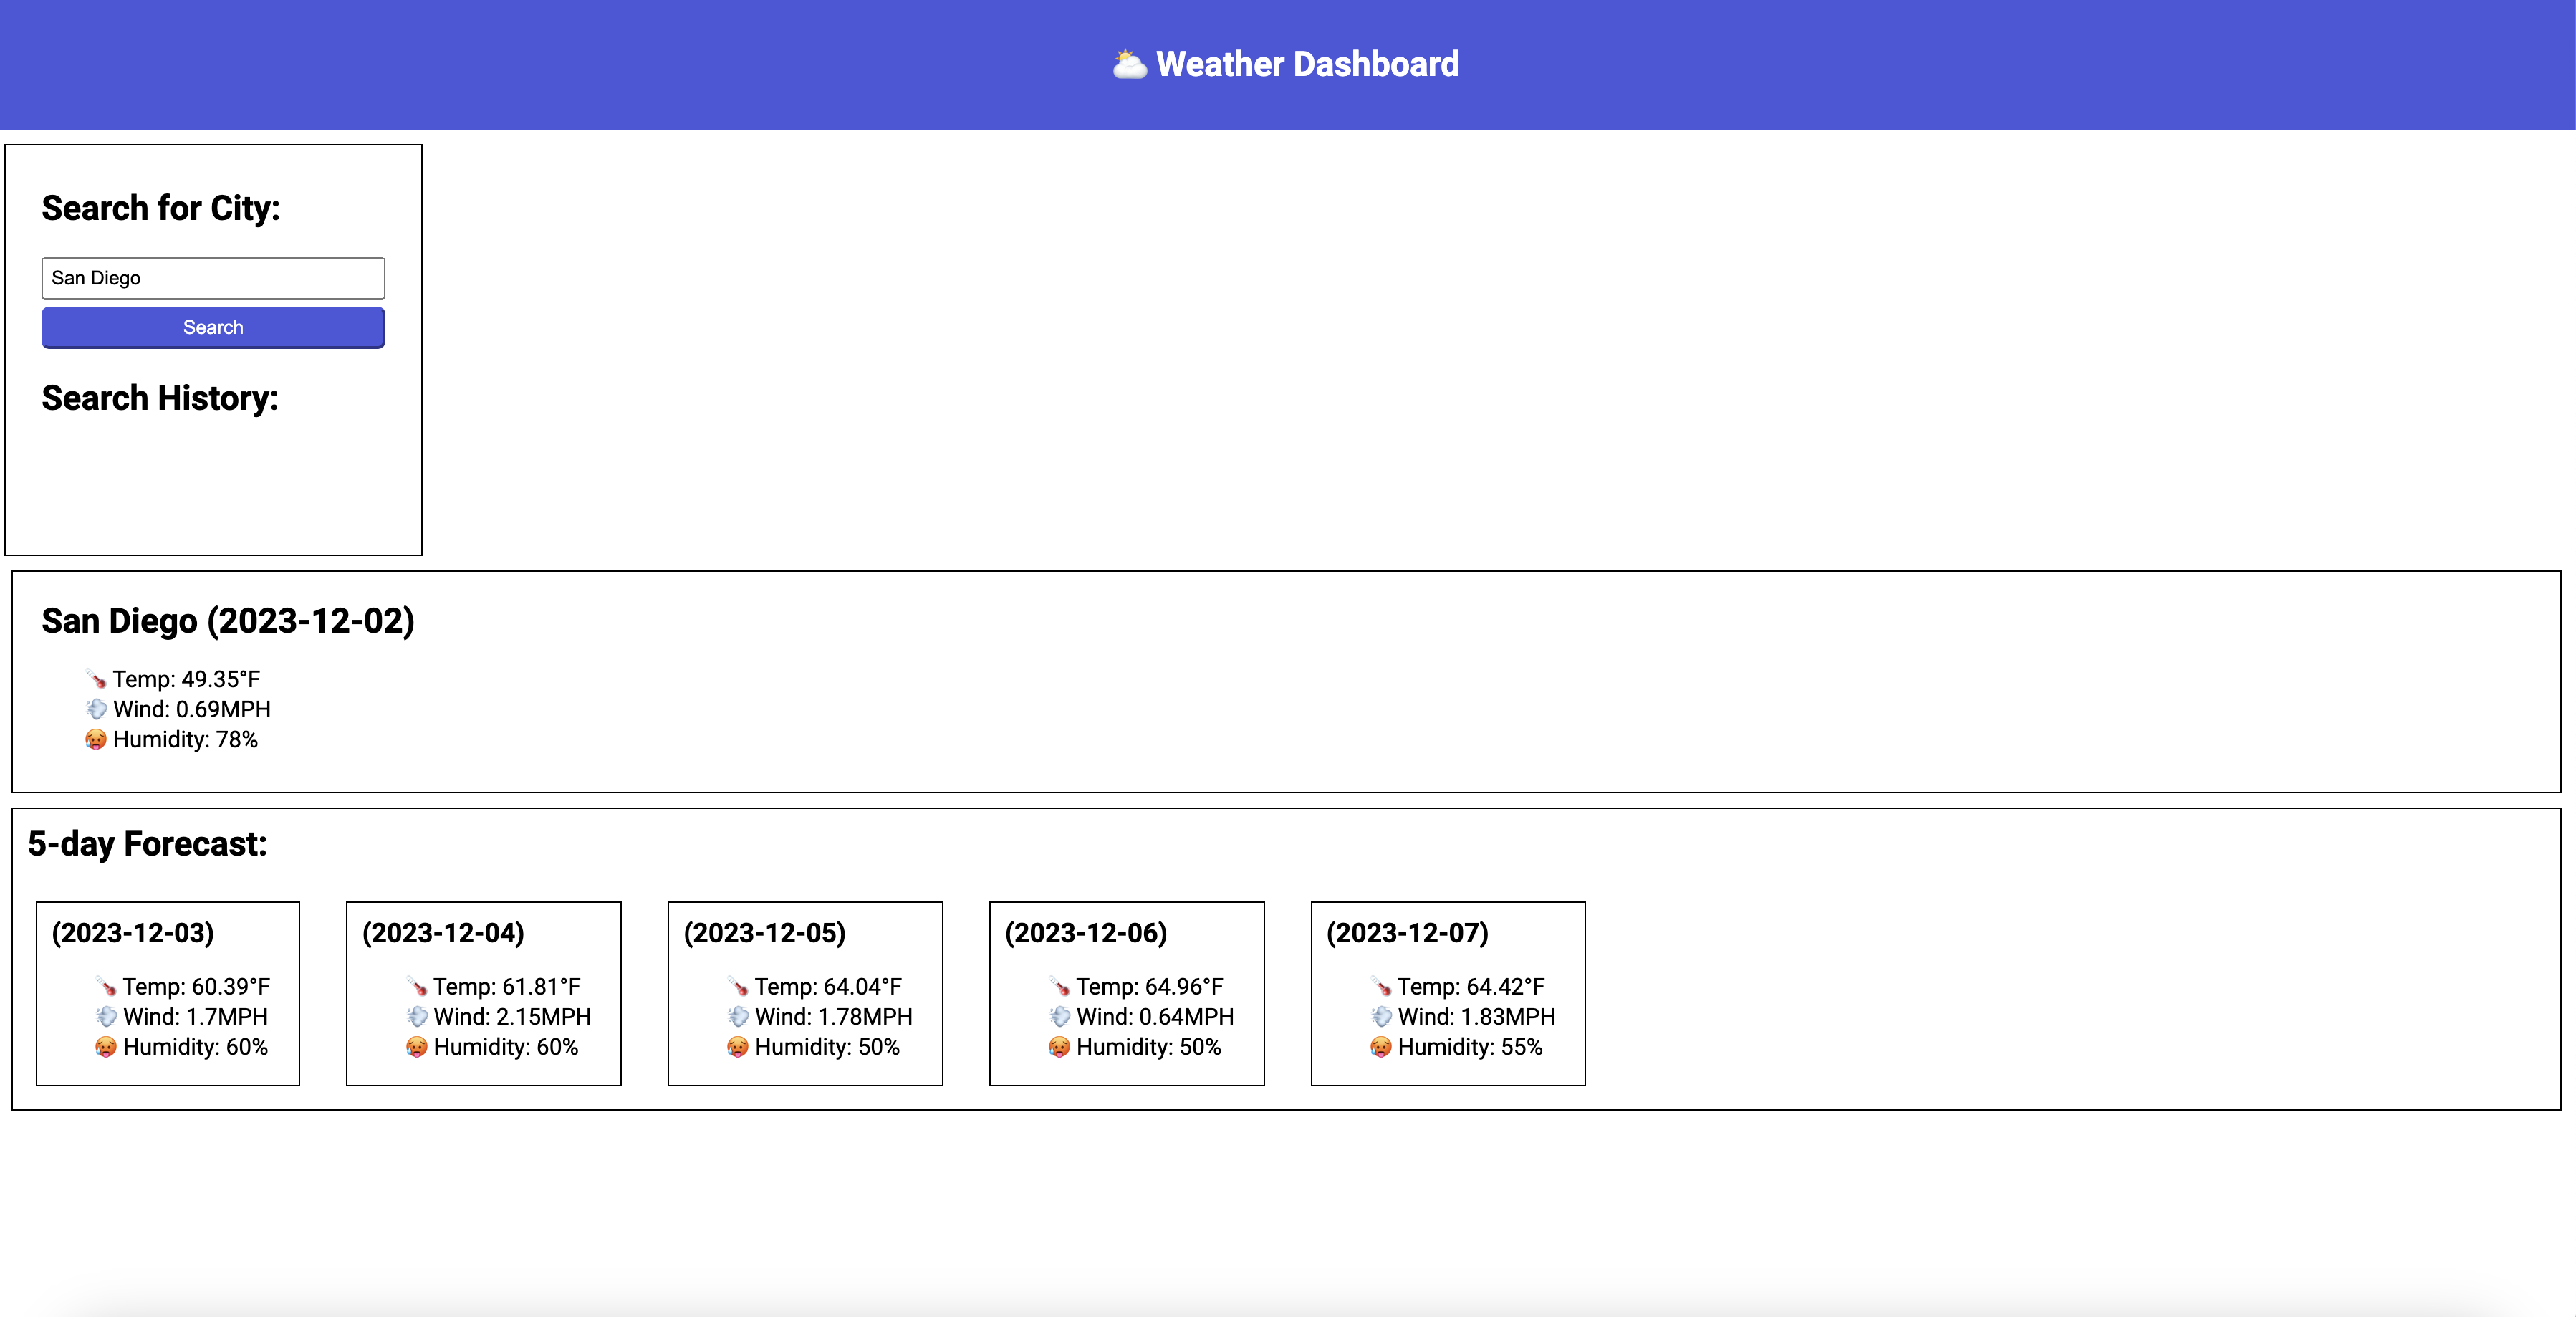 ⛅ Weather Dashboard
Search for City:
San Diego
Search
Search History:
San Diego (2023-12-02)
🌡️ Temp: 49.35°F
💨 Wind: 0.69MPH
🥵 Humidity: 78%
5-day Forecast:
(2023-12-03)
🌡️ Temp: 60.39°F
💨 Wind: 1.7MPH
🥵 Humidity: 60%
(2023-12-04)
🌡️ Temp: 61.81°F
💨 Wind: 2.15MPH
🥵 Humidity: 60%
(2023-12-05)
🌡️ Temp: 64.04°F
💨 Wind: 1.78MPH
🥵 Humidity: 50%
(2023-12-06)
🌡️ Temp: 64.96°F
💨 Wind: 0.64MPH
🥵 Humidity: 50%
(2023-12-07)
🌡️ Temp: 64.42°F
💨 Wind: 1.83MPH
🥵 Humidity: 55%